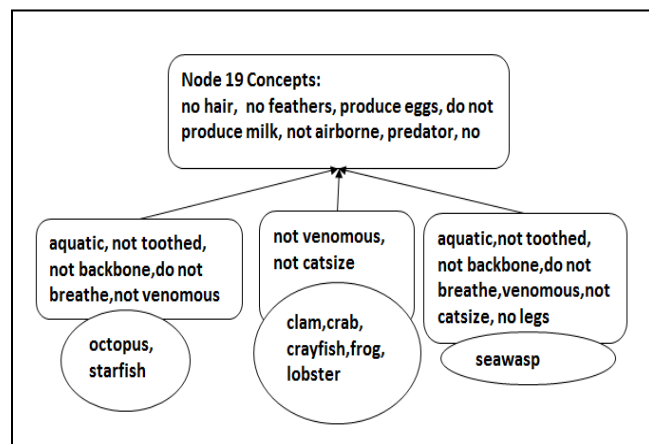 Node 19 Concepts:
no hair, no feathers, produce eggs, do not
produce milk, not airborne, predator, no
aquatic, not toothed,
not backbone,do not
breathe,not venomous
octopus,
starfish
not venomous,
not catsize
clam,crab,
crayfish,frog,
lobster
aquatic,not toothed,
not backbone,do not
breathe,venomous,not
catsize, no legs
seawasp